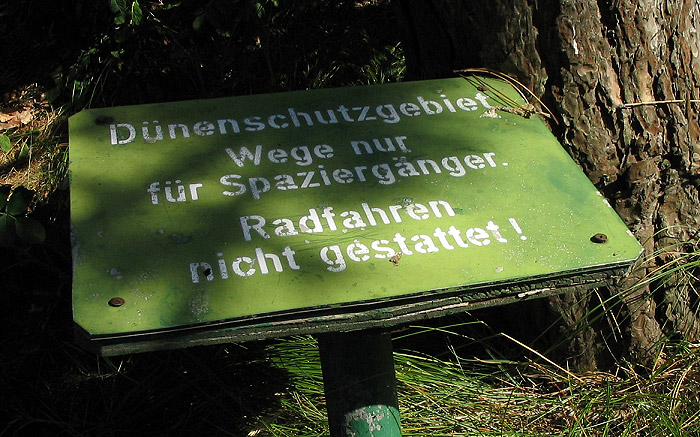 Dünenschutzgebiet
Wege nur
für Spaziergänger.
Radfahren
nicht gestattet!